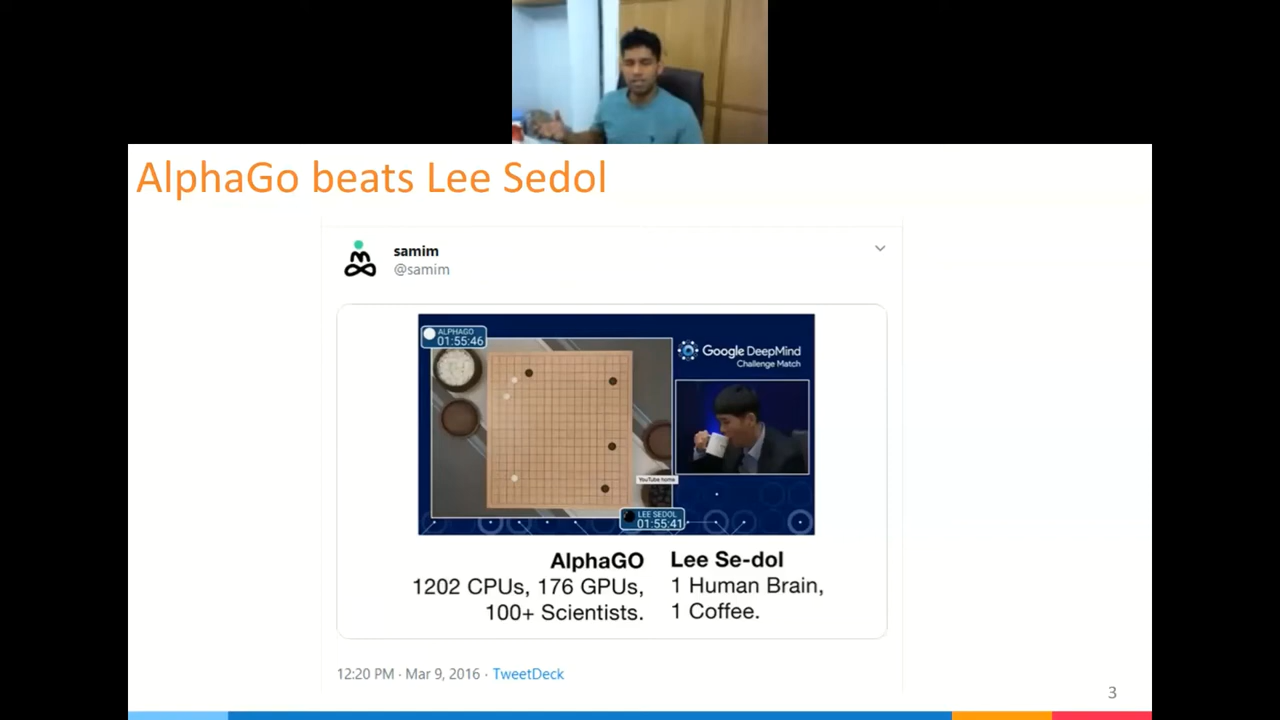 AlphaGo beats Lee Sedol
samim
@samim
ALPHAGO
01:55:46
Google DeepMind
Challenge Match
YouTube home
LEE SEDOL
01:55:41
AlphaGO
1202 CPUs, 176 GPUs,
100+ Scientists.
Lee Se-dol
1 Human Brain,
1 Coffee.
12:20 PM · Mar 9, 2016 · TweetDeck
3